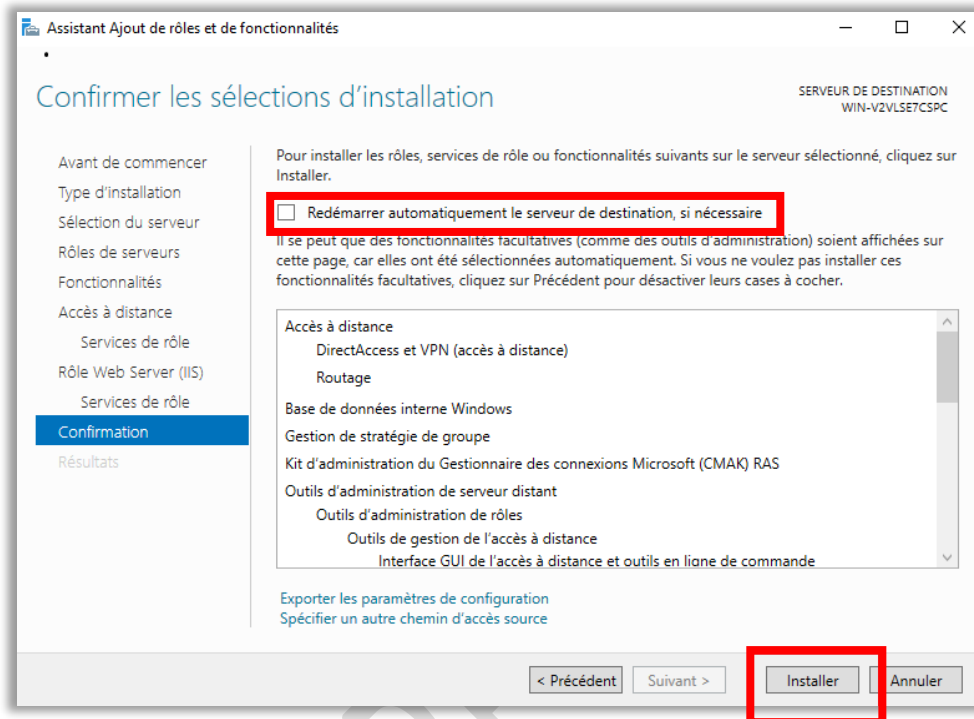 Assistant Ajout de rôles et de fonctionnalités
Confirmer les sélections d'installation
SERVEUR DE DESTINATION
WIN-V2VLSE7CSPC
Avant de commencer
Type d'installation
Sélection du serveur
Rôles de serveurs
Fonctionnalités
Accès à distance
Services de rôle
Rôle Web Server (IIS)
Services de rôle
Confirmation
Résultats
Pour installer les rôles, services de rôle ou fonctionnalités suivants sur le serveur sélectionné, cliquez sur
Installer.
Redémarrer automatiquement le serveur de destination, si nécessaire
Il se peut que des fonctionnalités facultatives (comme des outils d'administration) soient affichées sur
cette page, car elles ont été sélectionnées automatiquement. Si vous ne voulez pas installer ces
fonctionnalités facultatives, cliquez sur Précédent pour désactiver leurs cases à cocher.
Accès à distance
DirectAccess et VPN (accès à distance)
Routage
Base de données interne Windows
Gestion de stratégie de groupe
Kit d'administration du Gestionnaire des connexions Microsoft (CMAK) RAS
Outils d'administration de serveur distant
Outils d'administration de rôles
Outils de gestion de l'accès à distance
Interface GUI de l'accès à distance et outils en ligne de commande
Exporter les paramètres de configuration
Spécifier un autre chemin d'accès source
< Précédent
Suivant >
Installer
Annuler